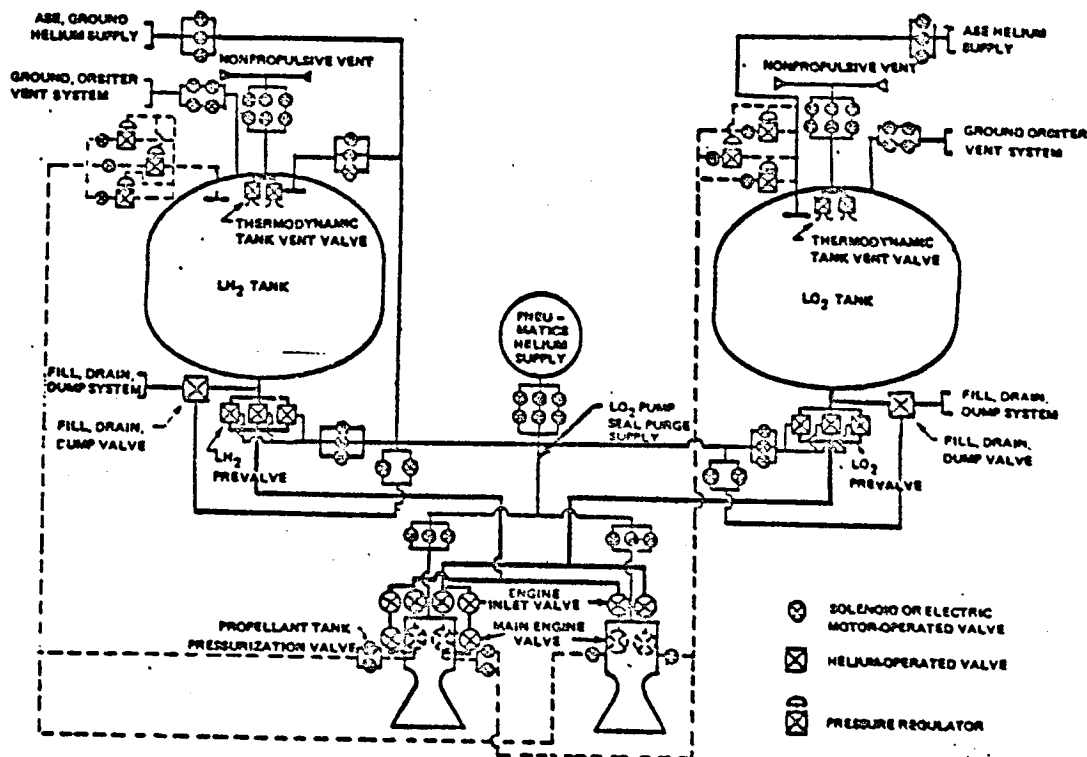 ASE, GROUND
HELIUM SUPPLY
NONPROPULSIVE VENT
GROUND, ORBITER
VENT SYSTEM
ASE HELIUM
SUPPLY
NONPROPULSIVE VENT
GROUND ORBITER
VENT SYSTEM
THERMODYNAMIC
TANK VENT VALVE
LH2 TANK
THERMODYNAMIC
TANK VENT VALVE
LO2 TANK
PNEU-
MATICS
HELIUM
SUPPLY
FILL, DRAIN,
DUMP SYSTEM
FILL, DRAIN,
DUMP VALVE
LH2
PREVALVE
LO2 PUMP
SEAL PURGE
SUPPLY
FILL, DRAIN,
DUMP SYSTEM
FILL, DRAIN,
DUMP VALVE
LO2
PREVALVE
ENGINE
INLET VALVE
MAIN ENGINE
VALVE
PROPELLANT TANK
PRESSURIZATION VALVE
SOLENOID OR ELECTRIC
MOTOR-OPERATED VALVE
HELIUM-OPERATED VALVE
PRESSURE REGULATOR